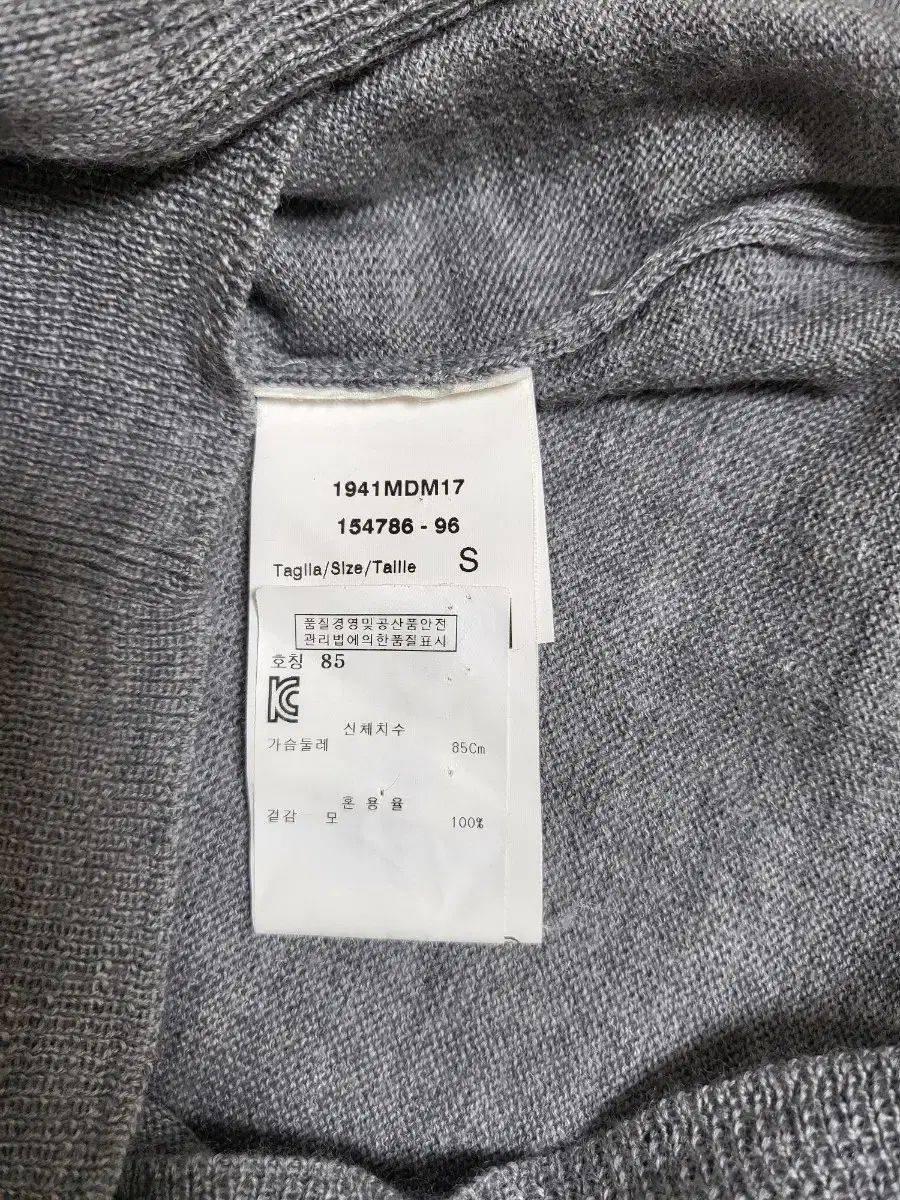 1941MDM17
154786 - 96
Taglia/Size/Taille S
품질경영및공산품안전
관리법에의한품질표시
호칭 85
신체치수
가슴둘레 85Cm
혼 용 율
겉감 모 100%